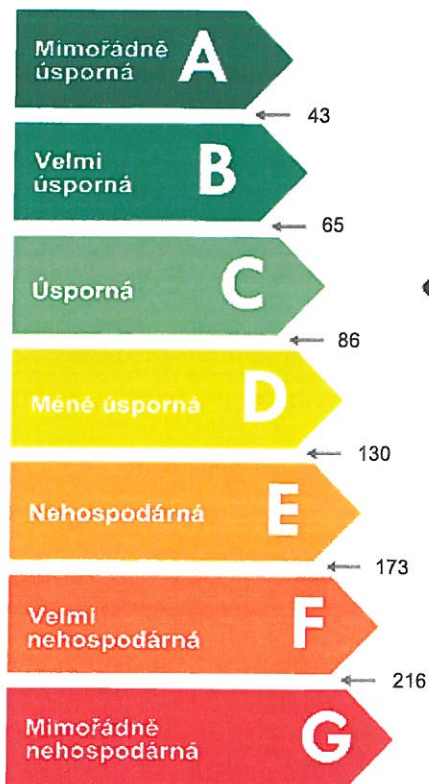 Mimořádně
úsporná
A
43
Velmi
úsporná
B
65
Úsporná
C
86
Méně úsporná
D
130
Nehospodárná
E
173
Velmi
nehospodárná
F
216
Mimořádně
nehospodárná
G